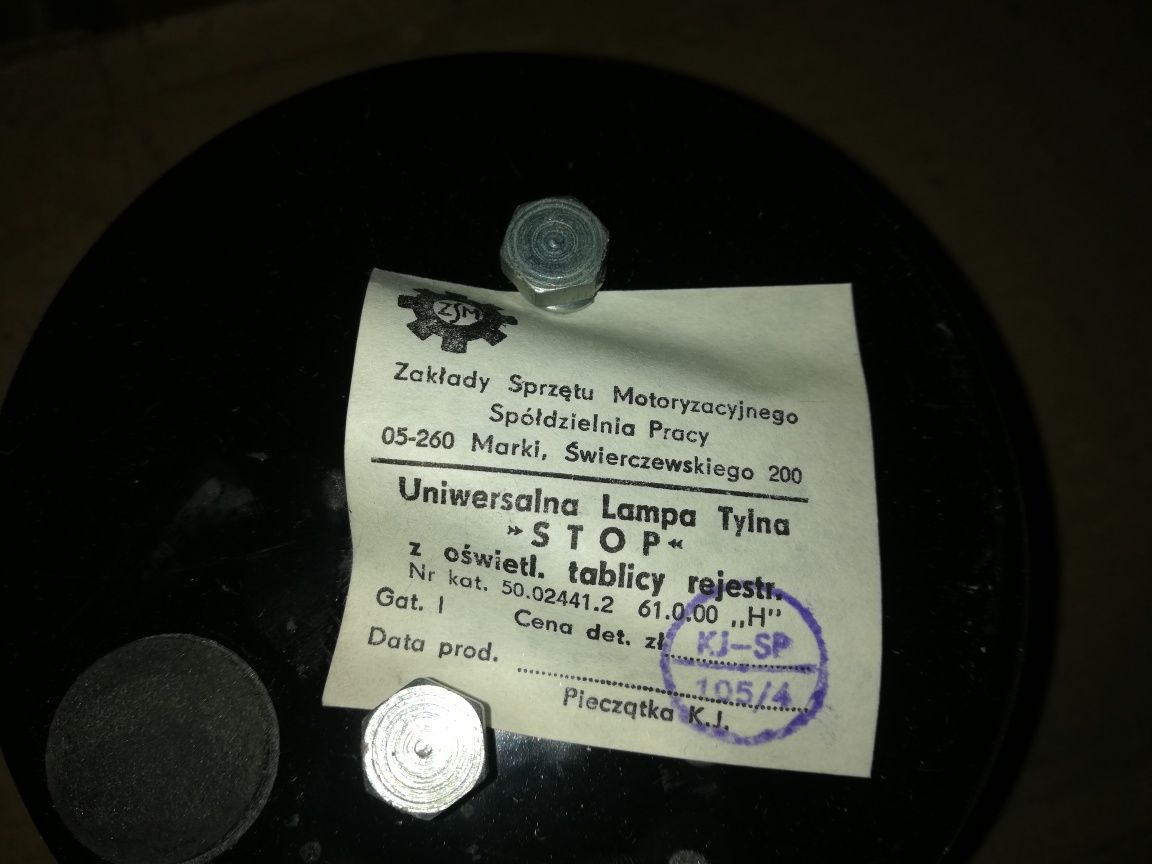 ZSM
Zakłady Sprzętu Motoryzacyjnego
Spółdzielnia Pracy
05-260 Marki, Świerczewskiego 200
Uniwersalna Lampa Tylna
»STOP«
z oświetl. tablicy rejestr.
Nr kat. 50.02441.2 61.0.00 „H”
Gat. I Cena det. zł
Data prod.
Pieczątka K.J.
KJ-SP
105/4